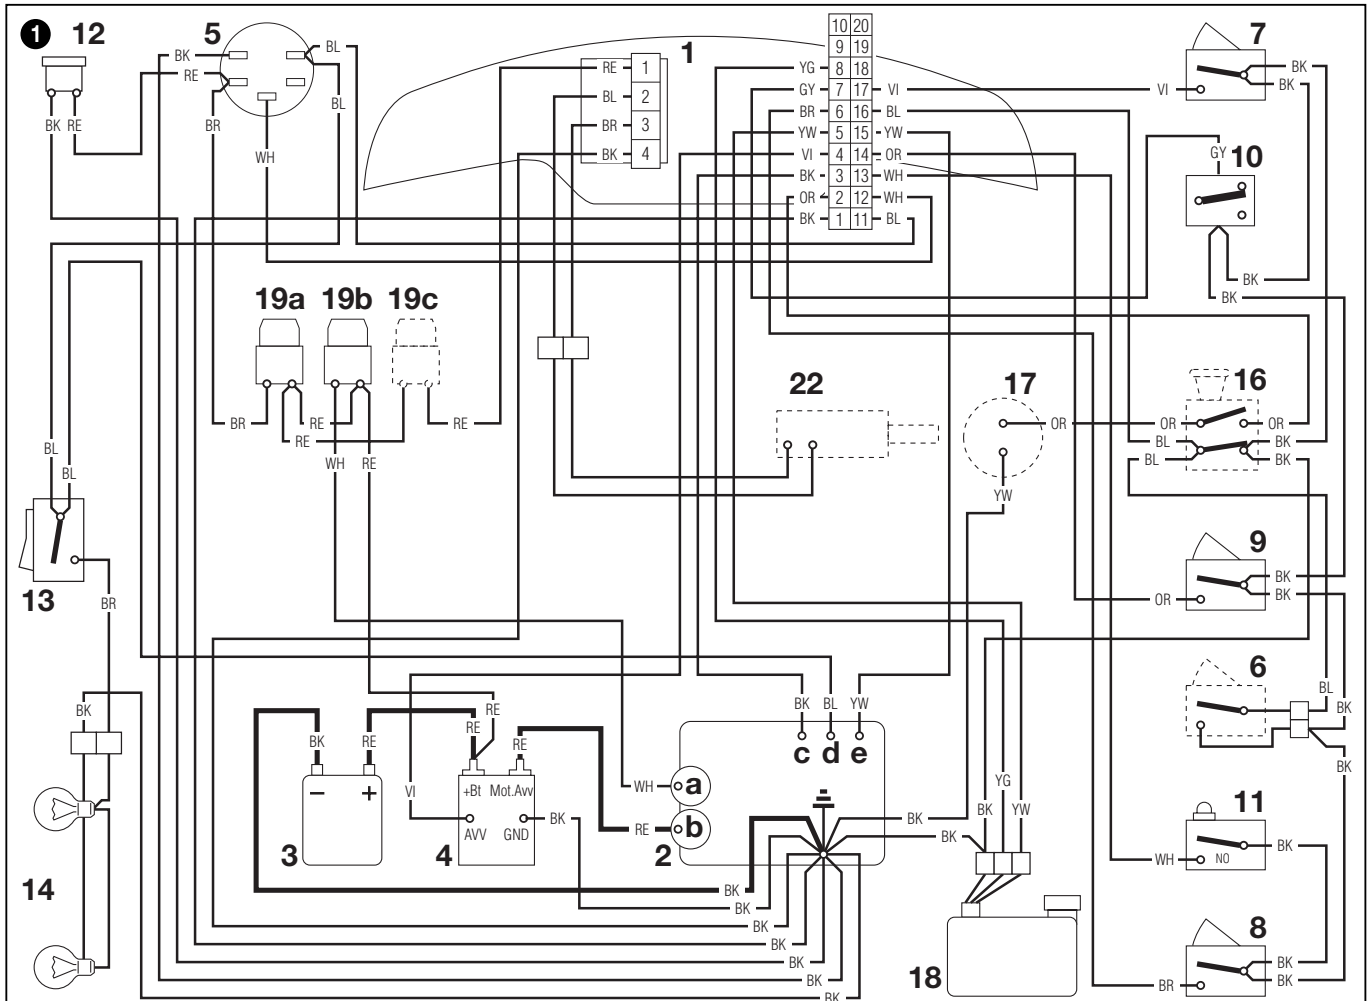 1 12 5 1 7
BK BL BK
RE RE 1 YG GY BR YW VI BK OR BK
BL 2
BR 3
BK 4
10 20
9 19
8 18
7 17 VI VI
6 16 BL
5 15 YW
4 14 OR
3 13 WH
2 12 WH
1 11 BL
BK
BK RE BR WH BL
GY 10
BK
BK
19a 19b 19c
22 17 16
BR RE RE RE
WH RE
OR OR OR
BL BK
BL BK
YW
BL
BL
13
BR
9
BK
BK
OR
6
BL
BK
BK
BK
BK RE RE RE RE
BK BL YW
c d e
- +
VI
+Bt Mot.Avv
AVV GND
BK
WH a
RE b
3 4 2
BK
BK
BK YG YW
11
BK
WH NO
14
BK
BK
BK
BK
BK
BK
BK
18
8
BK
BK
BR